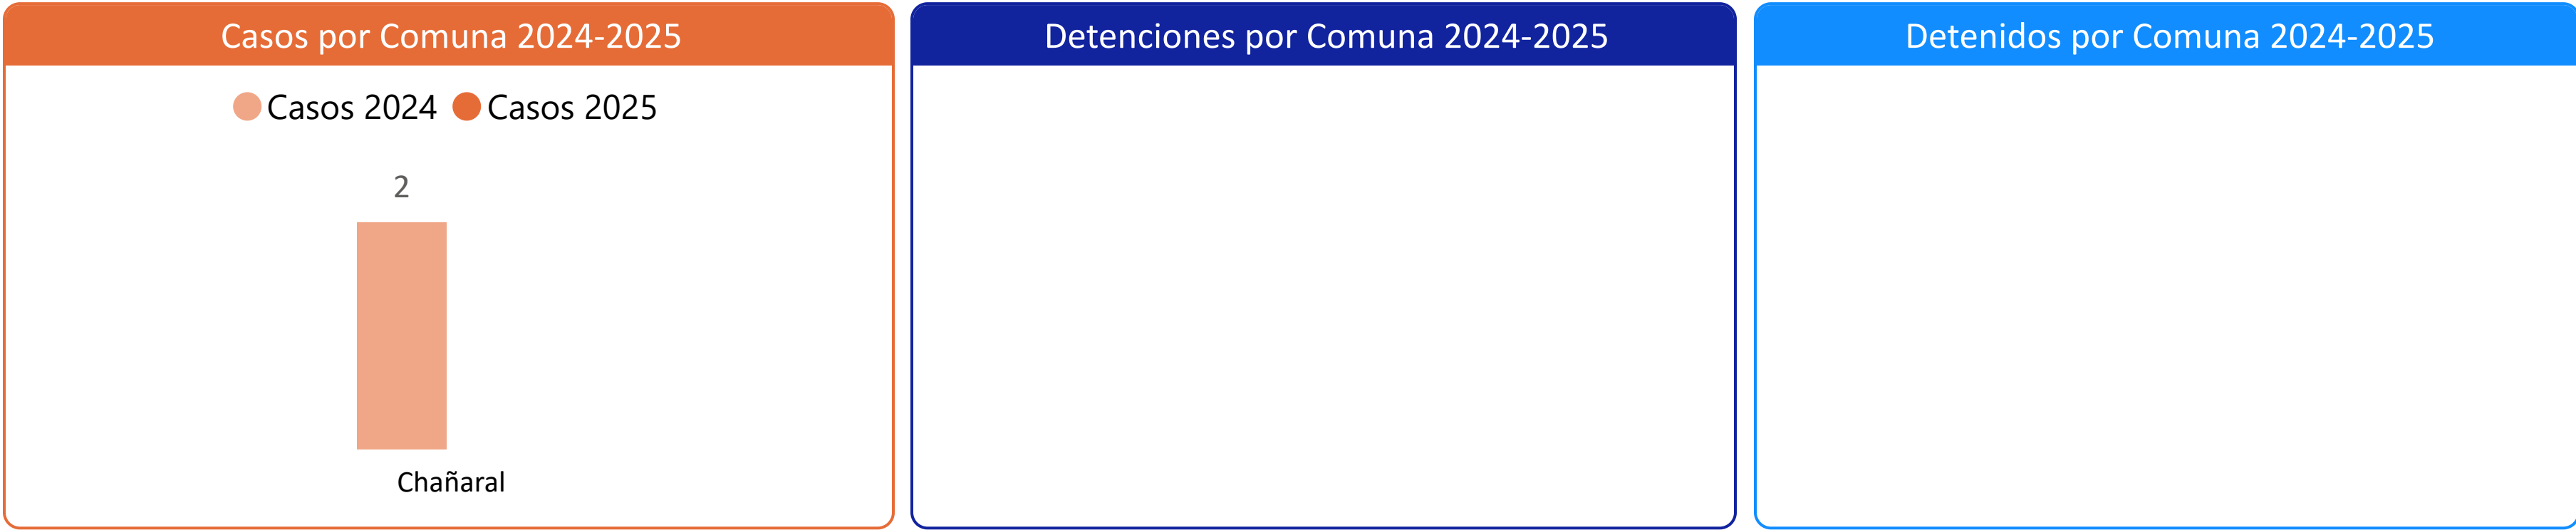 Casos por Comuna 2024-2025
Casos 2024 Casos 2025
2
Chañaral
Detenciones por Comuna 2024-2025
Detenidos por Comuna 2024-2025